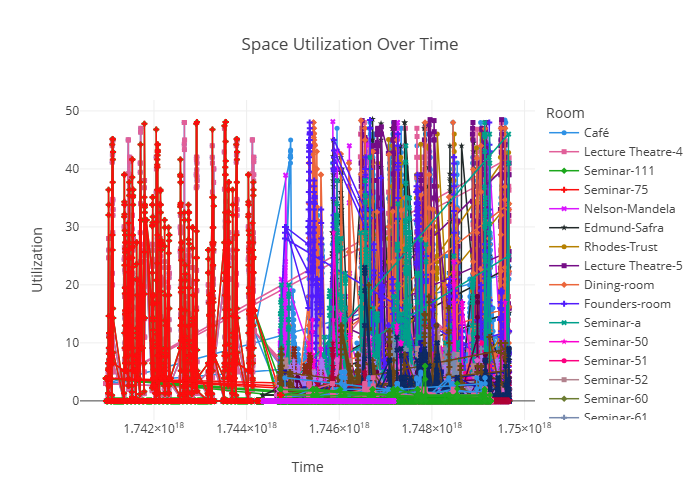 Space Utilization Over Time
50
40
30
20
10
0
Utilization
1.742×10¹⁸
1.744×10¹⁸
1.746×10¹⁸
1.748×10¹⁸
1.75×10¹⁸
Time
Room
Café
Lecture Theatre-4
Seminar-111
Seminar-75
Nelson-Mandela
Edmund-Safra
Rhodes-Trust
Lecture Theatre-5
Dining-room
Founders-room
Seminar-a
Seminar-50
Seminar-51
Seminar-52
Seminar-60
Seminar-61